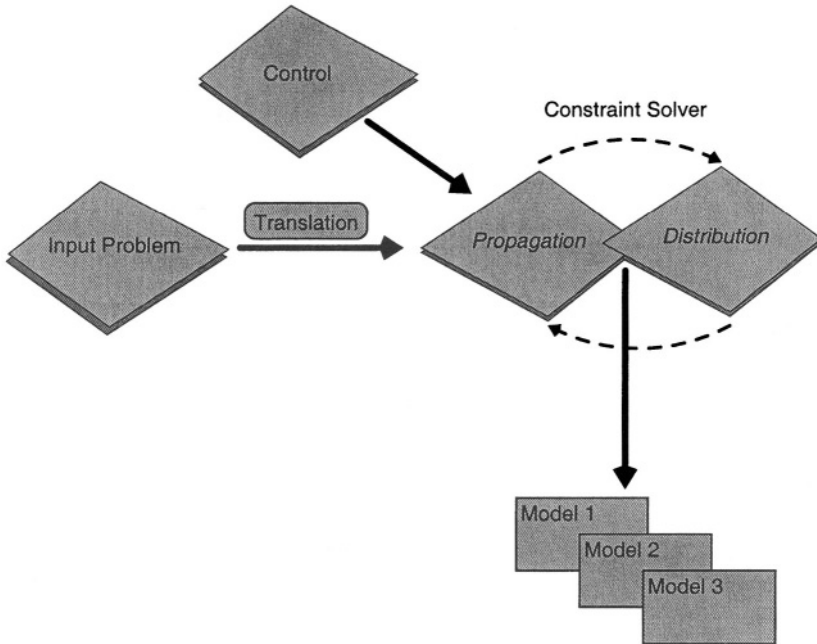 Control
Constraint Solver
Translation
Input Problem
Propagation
Distribution
Model 1
Model 2
Model 3